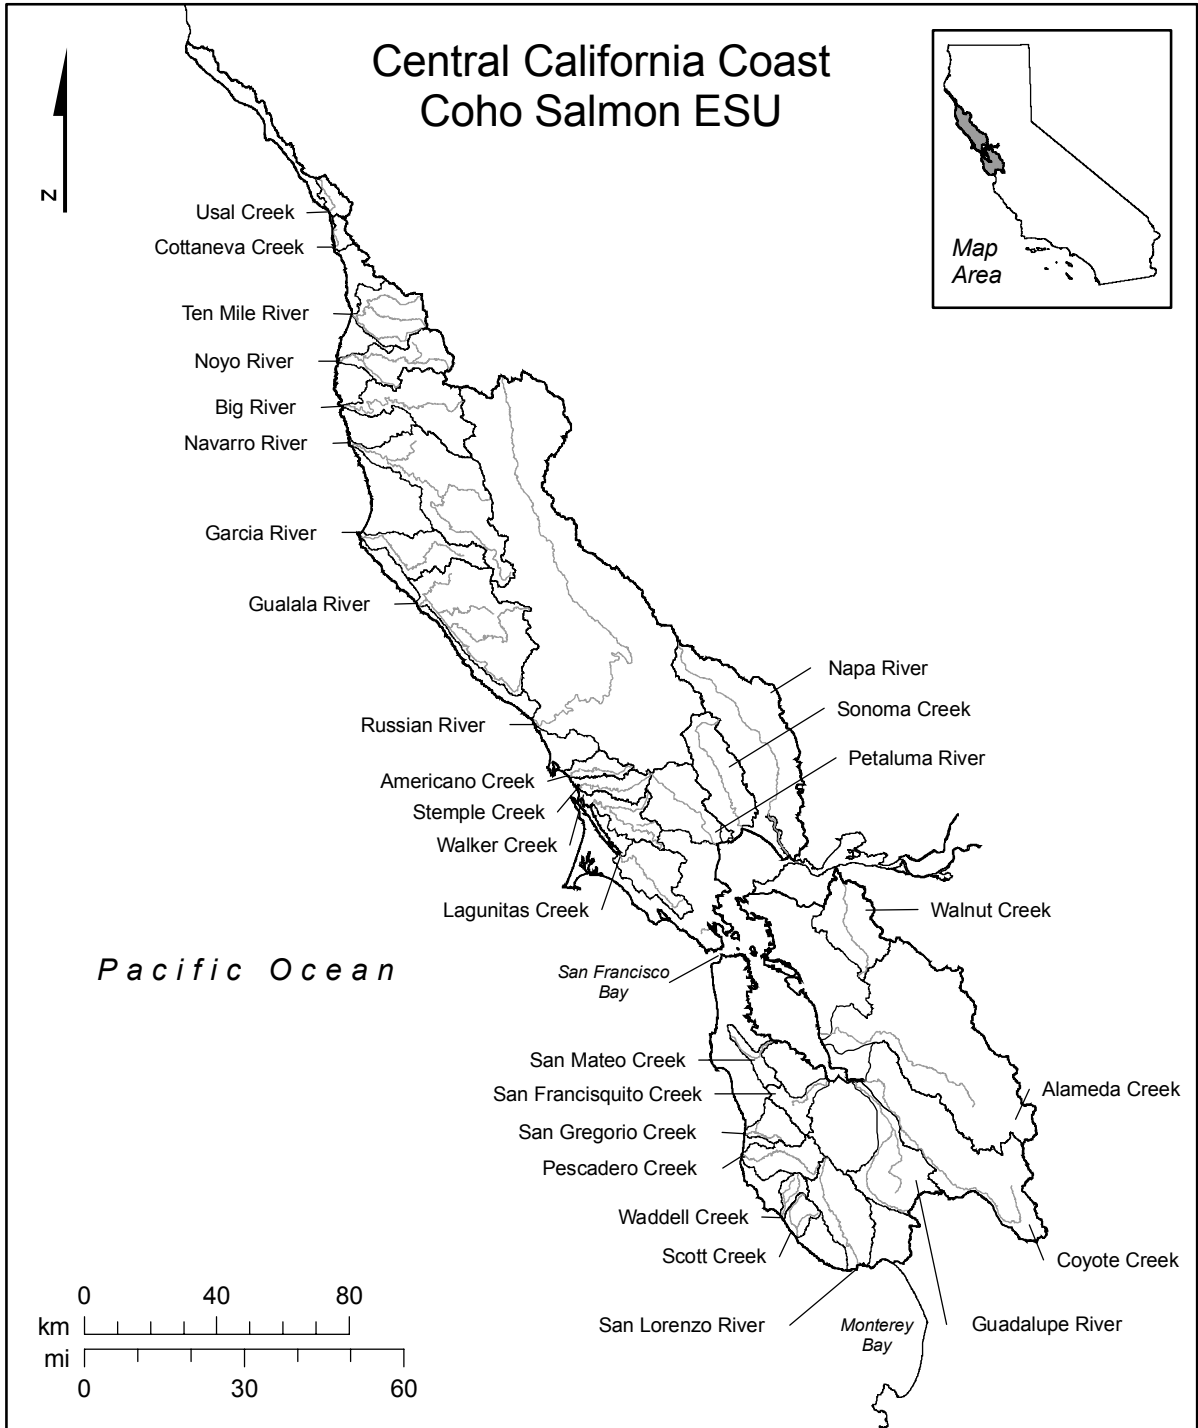 Central California Coast
Coho Salmon ESU
Map
Area
N
Usal Creek
Cottaneva Creek
Ten Mile River
Noyo River
Big River
Navarro River
Garcia River
Gualala River
Napa River
Sonoma Creek
Russian River
Petaluma River
Americano Creek
Stemple Creek
Walker Creek
Lagunitas Creek
Walnut Creek
Pacific Ocean
San Francisco
Bay
San Mateo Creek
San Francisquito Creek
Alameda Creek
San Gregorio Creek
Pescadero Creek
Waddell Creek
Scott Creek
Coyote Creek
San Lorenzo River
Monterey
Bay
Guadalupe River
0 40 80
km
mi
0 30 60